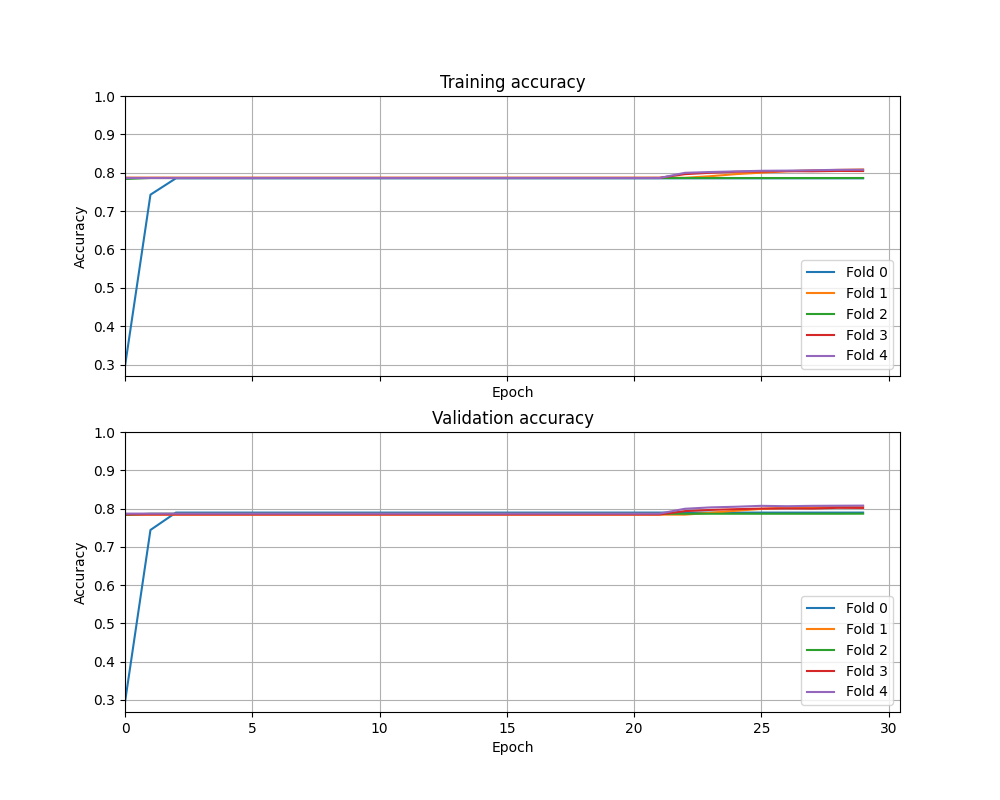 Training accuracy
1.0
0.9
0.8
0.7
0.6
0.5
0.4
0.3
Accuracy
Fold 0
Fold 1
Fold 2
Fold 3
Fold 4
Epoch
Validation accuracy
1.0
0.9
0.8
0.7
0.6
0.5
0.4
0.3
Accuracy
Fold 0
Fold 1
Fold 2
Fold 3
Fold 4
0 5 10 15 20 25 30
Epoch